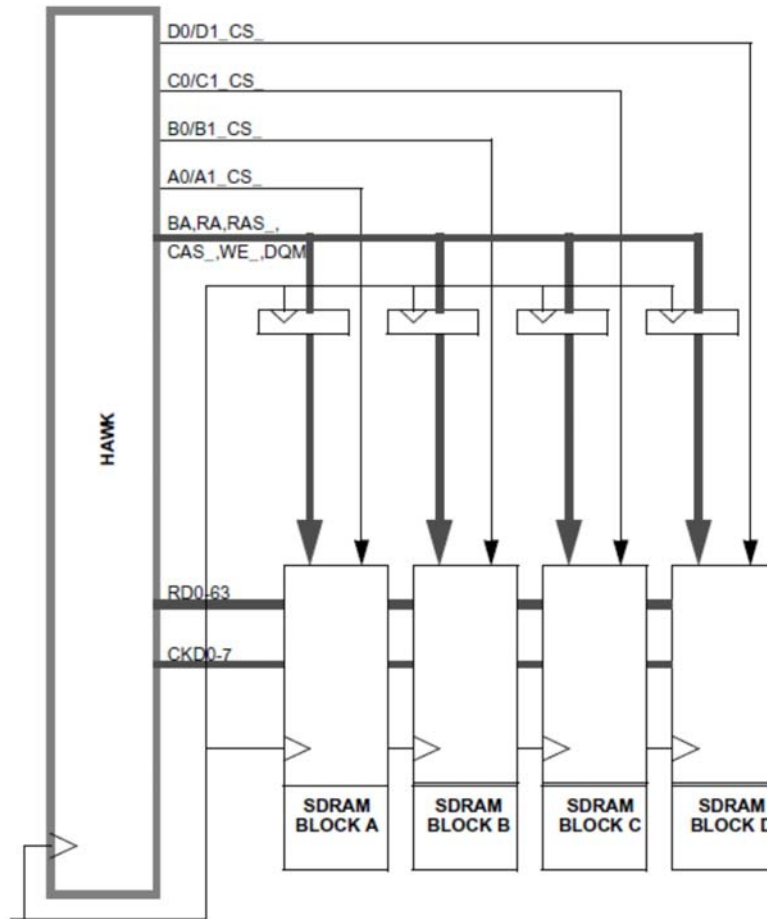 D0/D1_CS_
C0/C1_CS_
B0/B1_CS_
A0/A1_CS_
BA,RA,RAS_,
CAS_,WE_,DQM
HAWK
RD0-63
CKD0-7
SDRAM
BLOCK A
SDRAM
BLOCK B
SDRAM
BLOCK C
SDRAM
BLOCK D